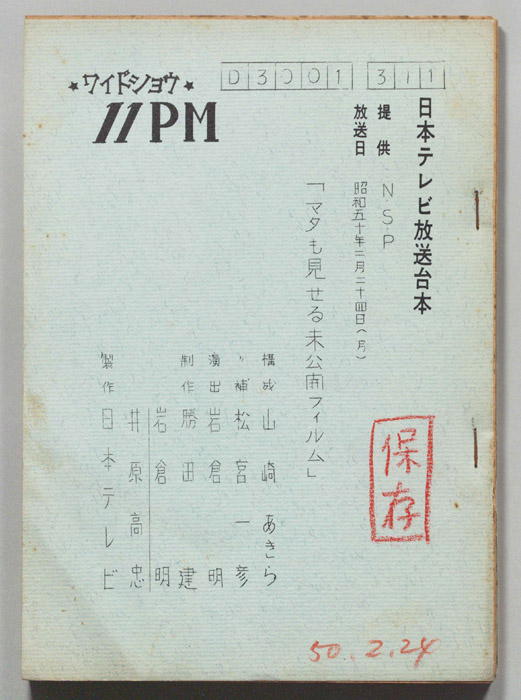 ★ワイドショウ★
11PM
D3001 311
日本テレビ放送台本
提供 NSP
放送日 昭和五十年二月二十四日(月)
「マタも見せる未公開フィルム」
構成 山崎あきら
〃補 松宮一彦
演出 岩倉明
制作 勝田建
岩倉明
井原高忠
製作 日本テレビ
保存
50.2.24